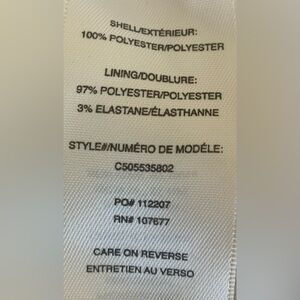 SHELL/EXTÉRIEUR:
100% POLYESTER/POLYESTER
LINING/DOUBLURE:
97% POLYESTER/POLYESTER
3% ELASTANE/ÉLASTHANNE
STYLE#/NUMÉRO DE MODÉLE:
C505535802
PO# 112207
RN# 107677
CARE ON REVERSE
ENTRETIEN AU VERSO